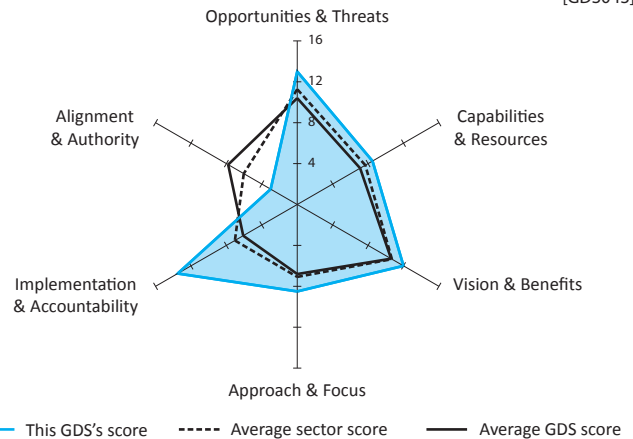 [GDS045]
Opportunities & Threats
16
12
8
4
Alignment
& Authority
Capabilities
& Resources
Implementation
& Accountability
Vision & Benefits
Approach & Focus
This GDS's score
Average sector score
Average GDS score